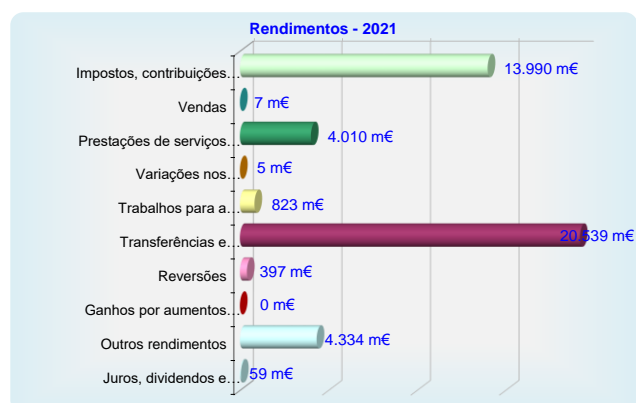 Rendimentos - 2021
Impostos, contribuições… 13.990 m€
Vendas 7 m€
Prestações de serviços… 4.010 m€
Variações nos… 5 m€
Trabalhos para a… 823 m€
Transferências e… 20.539 m€
Reversões 397 m€
Ganhos por aumentos… 0 m€
Outros rendimentos 4.334 m€
Juros, dividendos e… 59 m€